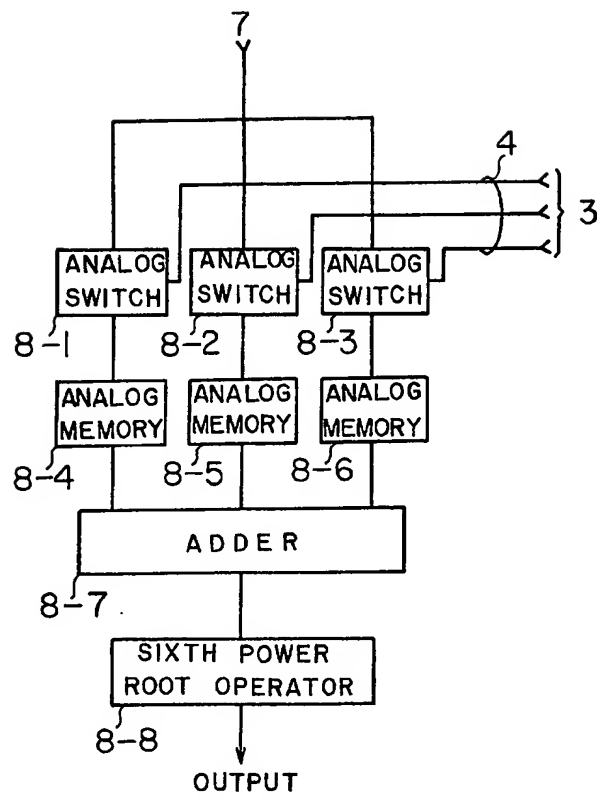 7
4
3
ANALOG SWITCH
ANALOG SWITCH
ANALOG SWITCH
8-1
8-2
8-3
ANALOG MEMORY
ANALOG MEMORY
ANALOG MEMORY
8-4
8-5
8-6
ADDER
8-7
SIXTH POWER
ROOT OPERATOR
8-8
OUTPUT